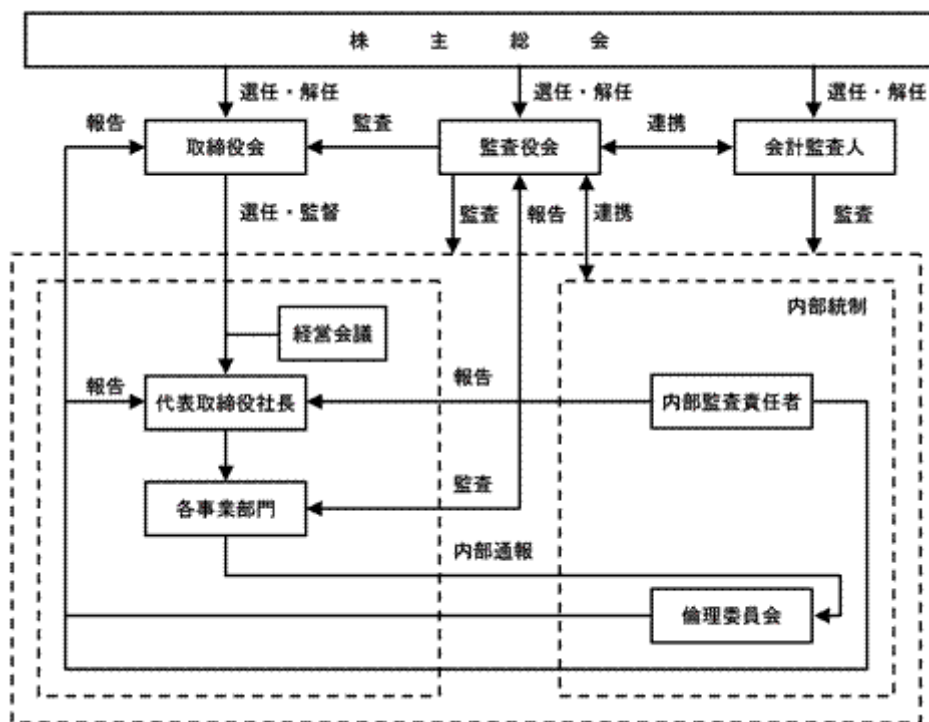 株主総会
選任・解任
選任・解任
選任・解任
報告
取締役会
監査
監査役会
連携
会計監査人
選任・監督
監査
報告
連携
監査
内部統制
経営会議
報告
代表取締役社長
報告
内部監査責任者
各事業部門
監査
内部通報
倫理委員会